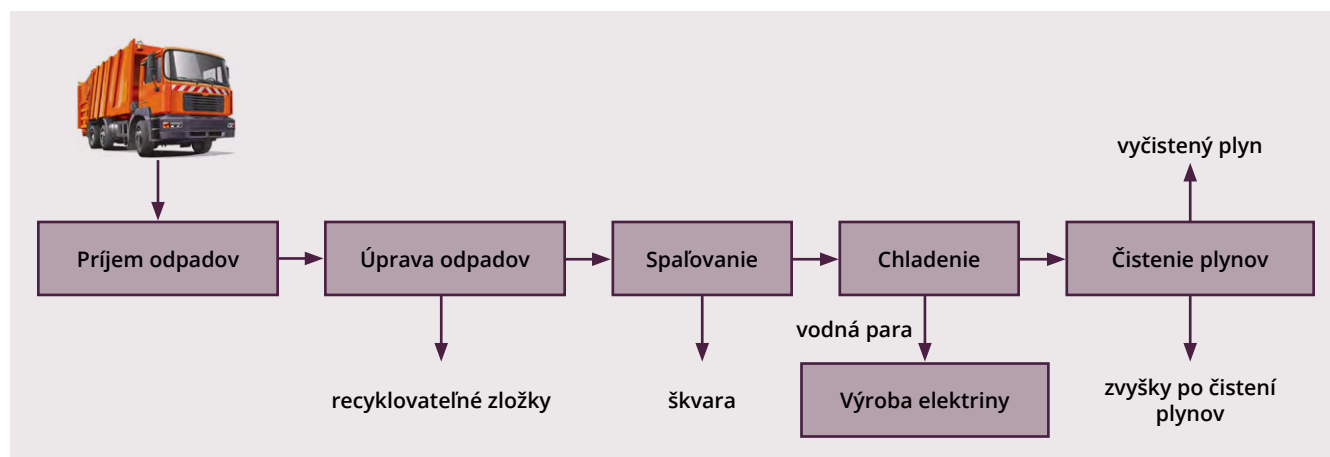 vyčistený plyn
Príjem odpadov
Úprava odpadov
Spaľovanie
Chladenie
Čistenie plynov
vodná para
recyklovateľné zložky
škvara
Výroba elektriny
zvyšky po čistení
plynov